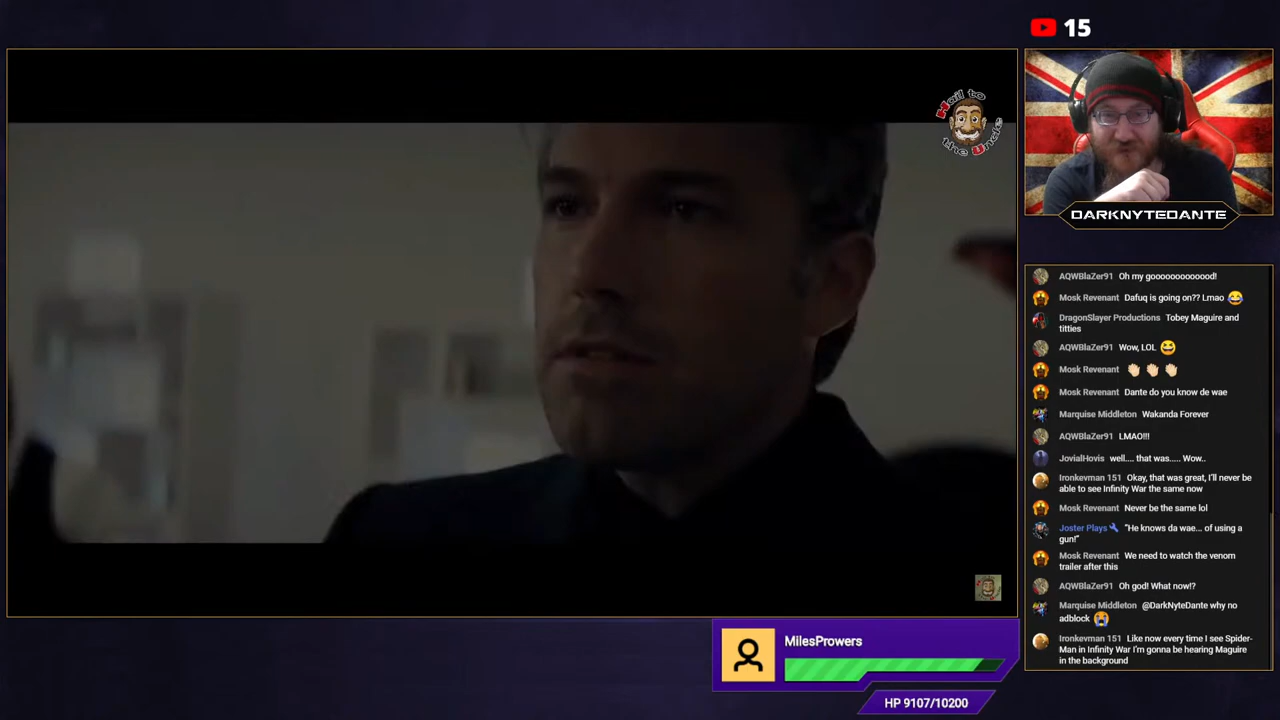 15
Hail to
the Uncle
DARKNYTEDANTE
AQWBlaZer91 Oh my goooooooooooood!
Mosk Revenant Dafuq is going on?? Lmao 😂
DragonSlayer Productions Tobey Maguire and
titties
AQWBlaZer91 Wow, LOL 😆
Mosk Revenant 👏🏻 👏🏻 👏🏻
Mosk Revenant Dante do you know de wae
Marquise Middleton Wakanda Forever
AQWBlaZer91 LMAO!!!
JovialHovis well.... that was..... Wow..
Ironkevman 151 Okay, that was great, I'll never be
able to see Infinity War the same now
Mosk Revenant Never be the same lol
Joster Plays "He knows da wae... of using a
gun!"
Mosk Revenant We need to watch the venom
trailer after this
AQWBlaZer91 Oh god! What now!?
Marquise Middleton @DarkNyteDante why no
adblock 😭
Ironkevman 151 Like now every time I see Spider-
Man in Infinity War I'm gonna be hearing Maguire
in the background
MilesProwers
HP 9107/10200